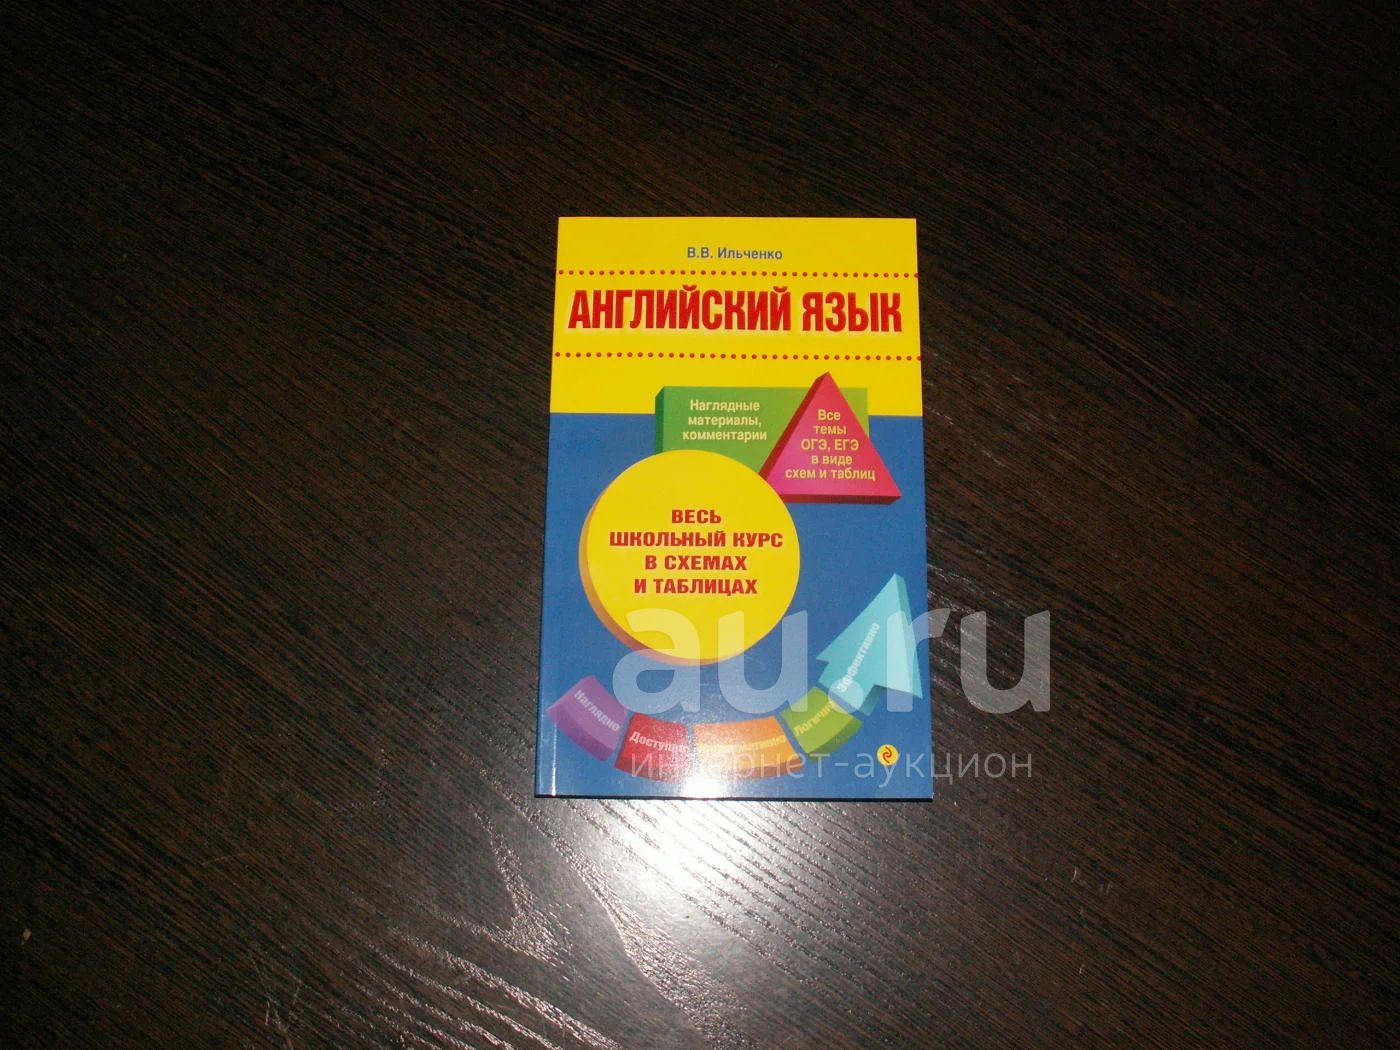 В.В. Ильченко
АНГЛИЙСКИЙ ЯЗЫК
Наглядные
материалы,
комментарии
Все
темы
ОГЭ, ЕГЭ
в виде
схем и таблиц
ВЕСЬ
ШКОЛЬНЫЙ КУРС
В СХЕМАХ
И ТАБЛИЦАХ
Наглядно
Доступно
Информативно
Логично
Эффективно
au.ru
интернет-аукцион